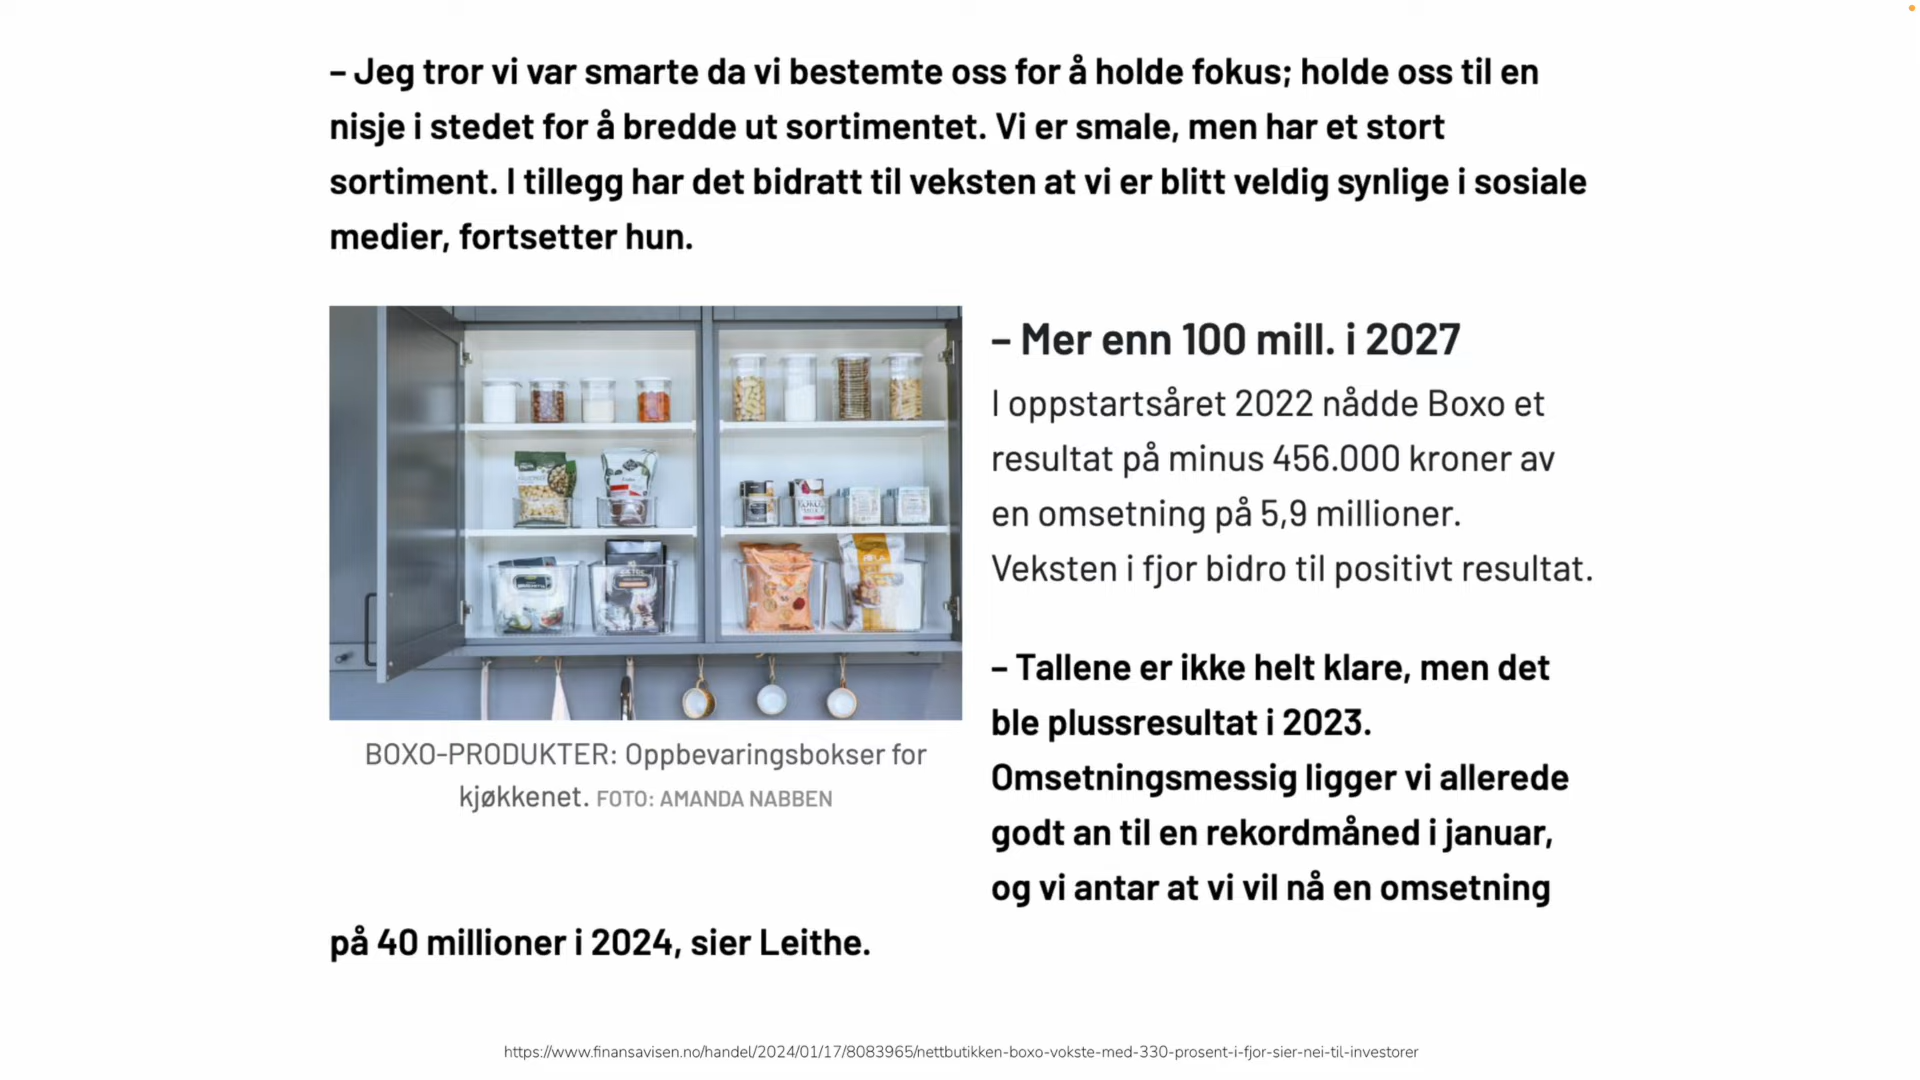 – Jeg tror vi var smarte da vi bestemte oss for å holde fokus; holde oss til en
nisje i stedet for å bredde ut sortimentet. Vi er smale, men har et stort
sortiment. I tillegg har det bidratt til veksten at vi er blitt veldig synlige i sosiale
medier, fortsetter hun.
– Mer enn 100 mill. i 2027
I oppstartsåret 2022 nådde Boxo et
resultat på minus 456.000 kroner av
en omsetning på 5,9 millioner.
Veksten i fjor bidro til positivt resultat.
– Tallene er ikke helt klare, men det
ble plussresultat i 2023.
Omsetningsmessig ligger vi allerede
godt an til en rekordmåned i januar,
og vi antar at vi vil nå en omsetning
på 40 millioner i 2024, sier Leithe.
BOXO-PRODUKTER: Oppbevaringsbokser for
kjøkkenet. FOTO: AMANDA NABBEN
https://www.finansavisen.no/handel/2024/01/17/8083965/nettbutikken-boxo-vokste-med-330-prosent-i-fjor-sier-nei-til-investorer